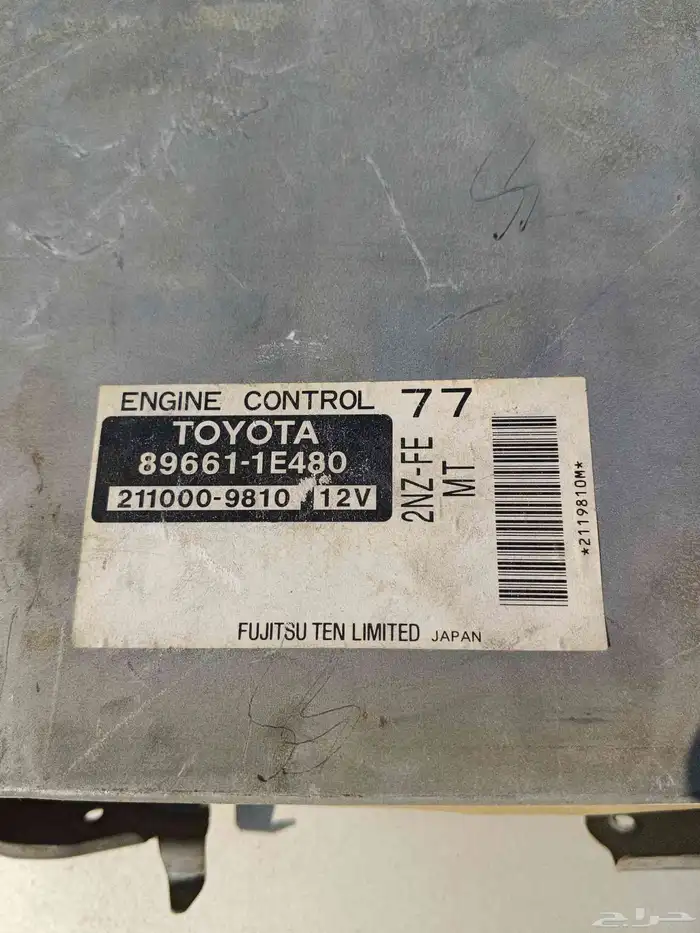 ENGINE CONTROL 77
TOYOTA
89661-1E480
211000-9810 12V
2NZ-FE
MT
*2119810M*
FUJITSU TEN LIMITED JAPAN
حراج